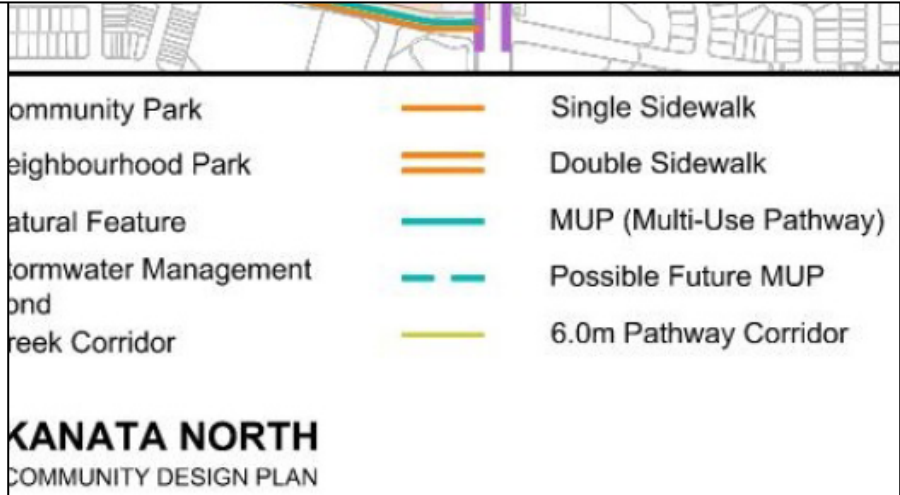 ommunity Park
eighbourhood Park
atural Feature
tormwater Management
ond
reek Corridor
Single Sidewalk
Double Sidewalk
MUP (Multi-Use Pathway)
Possible Future MUP
6.0m Pathway Corridor
KANATA NORTH
COMMUNITY DESIGN PLAN